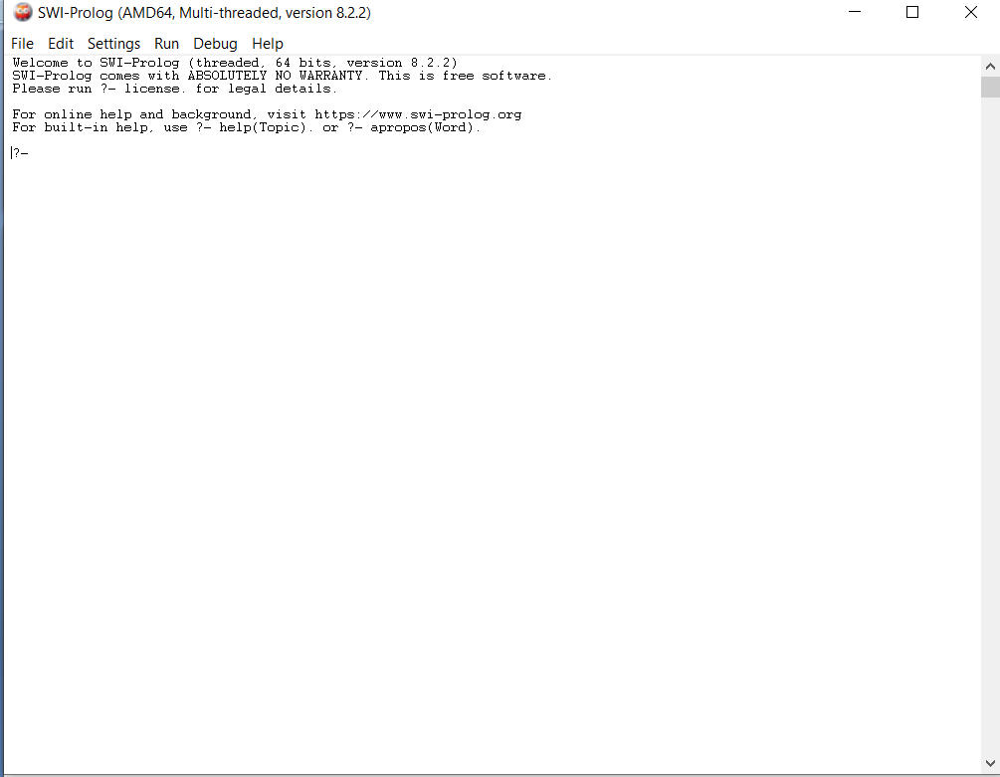 SWI-Prolog (AMD64, Multi-threaded, version 8.2.2)
File Edit Settings Run Debug Help
Welcome to SWI-Prolog (threaded, 64 bits, version 8.2.2)
SWI-Prolog comes with ABSOLUTELY NO WARRANTY. This is free software.
Please run ?- license. for legal details.
For online help and background, visit https://www.swi-prolog.org
For built-in help, use ?- help(Topic). or ?- apropos(Word).
?-